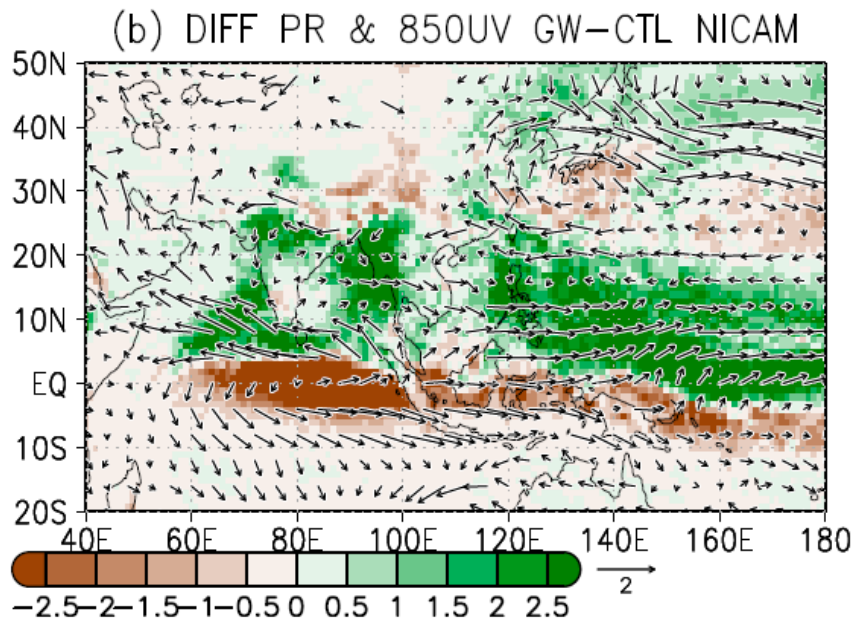 (b) DIFF PR & 850UV GW−CTL NICAM
50N
40N
30N
20N
10N
EQ
10S
20S
40E 60E 80E 100E 120E 140E 160E 180
−2.5 −2 −1.5 −1 −0.5 0 0.5 1 1.5 2 2.5
2